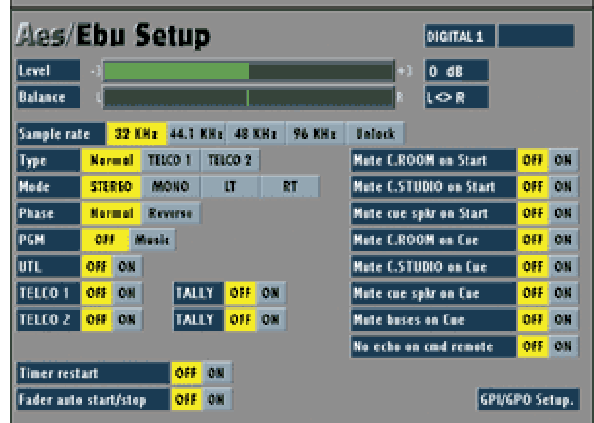 Aes/Ebu Setup DIGITAL 1
Level -3 +3 0 dB
Balance L R L<>R
Sample rate 32 KHz 44.1 KHz 48 KHz 96 KHz Unlock
Type Normal TELCO 1 TELCO 2 Mute C.ROOM on Start OFF ON
Mode STEREO MONO LT RT Mute C.STUDIO on Start OFF ON
Phase Normal Reverse Mute cue spkr on Start OFF ON
PGM OFF Music Mute C.ROOM on Cue OFF ON
UTL OFF ON Mute C.STUDIO on Cue OFF ON
TELCO 1 OFF ON TALLY OFF ON Mute cue spkr on Cue OFF ON
TELCO 2 OFF ON TALLY OFF ON Mute buses on Cue OFF ON
No echo on cmd remote OFF ON
Timer restart OFF ON
Fader auto start/stop OFF ON GPI/GPO Setup.